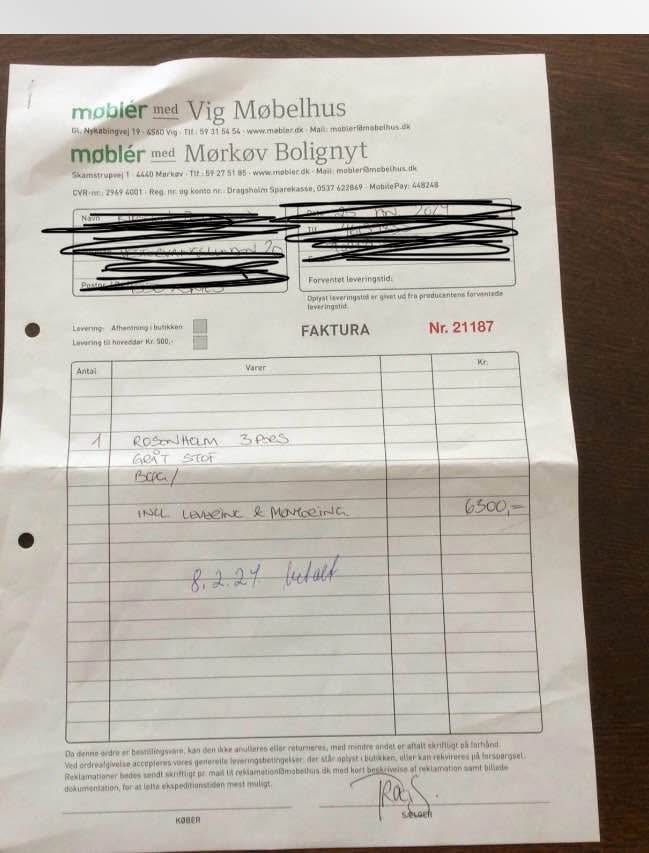 møblér med Vig Møbelhus
Gl. Nykøbingvej 19 · 4560 Vig · Tlf.: 59 31 54 54 · www.møbler.dk · Mail: mobler@mobelhus.dk
møblér med Mørkøv Bolignyt
Skamstrupvej 1 · 4440 Mørkøv · Tlf.: 59 27 51 85 · www.møbler.dk · Mail: mobler@mobelhus.dk
CVR-nr.: 2969 4001 · Reg. nr. og konto nr.: Dragsholm Sparekasse, 0537 622869 · MobilePay: 448248
Navn
Forventet leveringstid:
Oplyst leveringstid er givet ud fra producentens forventede
leveringstid.
Levering: Afhentning i butikken
Levering til hoveddør Kr. 500,-
FAKTURA Nr. 21187
Antal Varer Kr.
1 ROSENHOLM 3 PERS
GRÅT STOF
INCL LEVERING & MONTERING 6300,-
8.2.24 betalt
Da denne ordre er bestillingsvare, kan den ikke annulleres eller returneres, med mindre andet er aftalt skriftligt på forhånd.
Ved ordreafgivelse accepteres vores generelle leveringsbetingelser, der står oplyst i butikken, eller kan rekvireres på forspørgsel.
Reklamationer bedes sendt skriftligt pr. mail til reklamation@mobelhus.dk med kort beskrivelse af reklamation samt billede
dokumentation, for at lette ekspeditionstiden mest muligt.
KØBER SÆLGER